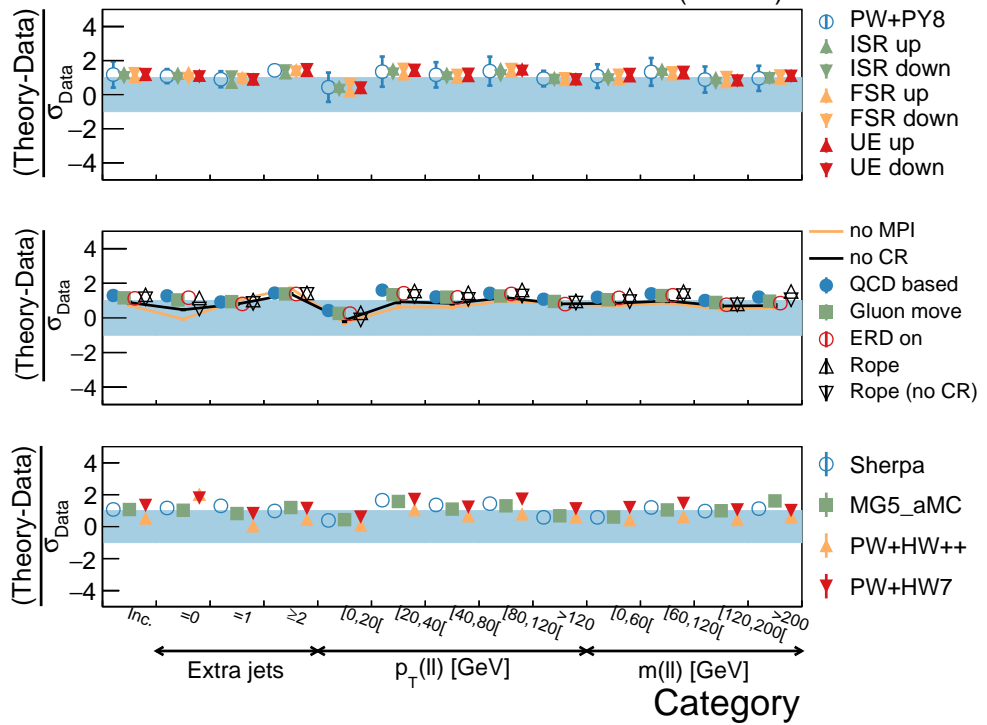 (Theory-Data)
σData
4
2
0
−2
−4
PW+PY8
ISR up
ISR down
FSR up
FSR down
UE up
UE down
(Theory-Data)
σData
4
2
0
−2
−4
no MPI
no CR
QCD based
Gluon move
ERD on
Rope
Rope (no CR)
(Theory-Data)
σData
4
2
0
−2
−4
Sherpa
MG5_aMC
PW+HW++
PW+HW7
Inc. =0 =1 ≥2 [0,20[ [20,40[ [40,80[ [80,120[ >120 [0,60[ [60,120[ [120,200[ >200
Extra jets pT(ll) [GeV] m(ll) [GeV]
Category